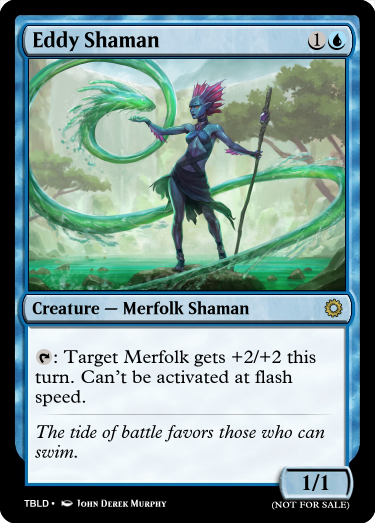 Eddy Shaman 1
Creature — Merfolk Shaman
: Target Merfolk gets +2/+2 this
turn. Can't be activated at flash
speed.
The tide of battle favors those who can
swim.
1/1
TBLD • John Derek Murphy
(NOT FOR SALE)